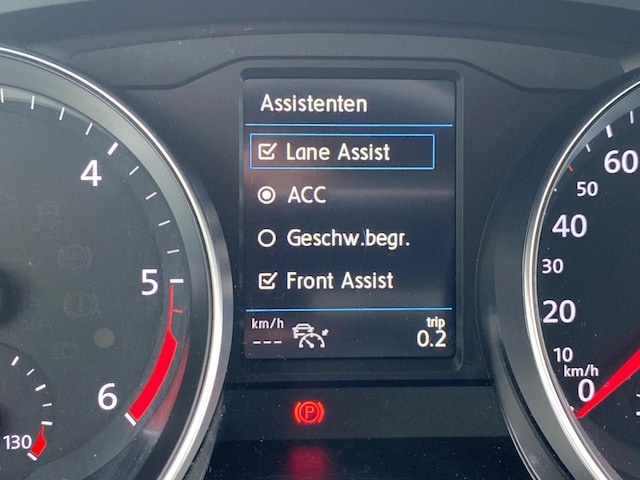 Assistenten
Lane Assist
ACC
Geschw.begr.
Front Assist
km/h
---
trip
0.2
4
5
6
130
60
50
40
30
20
10
km/h
0
P